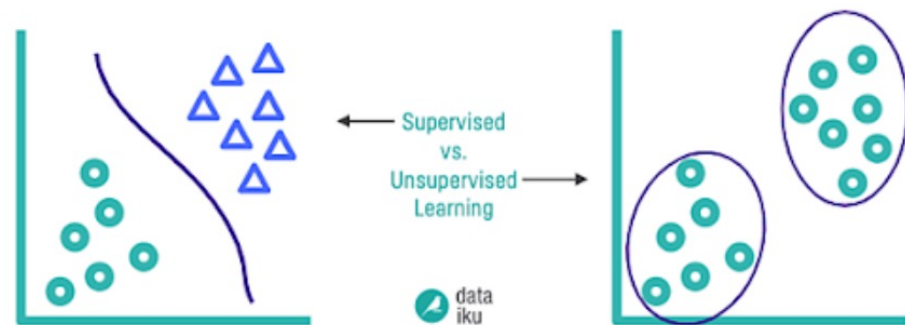 Supervised
vs.
Unsupervised
Learning
data
iku